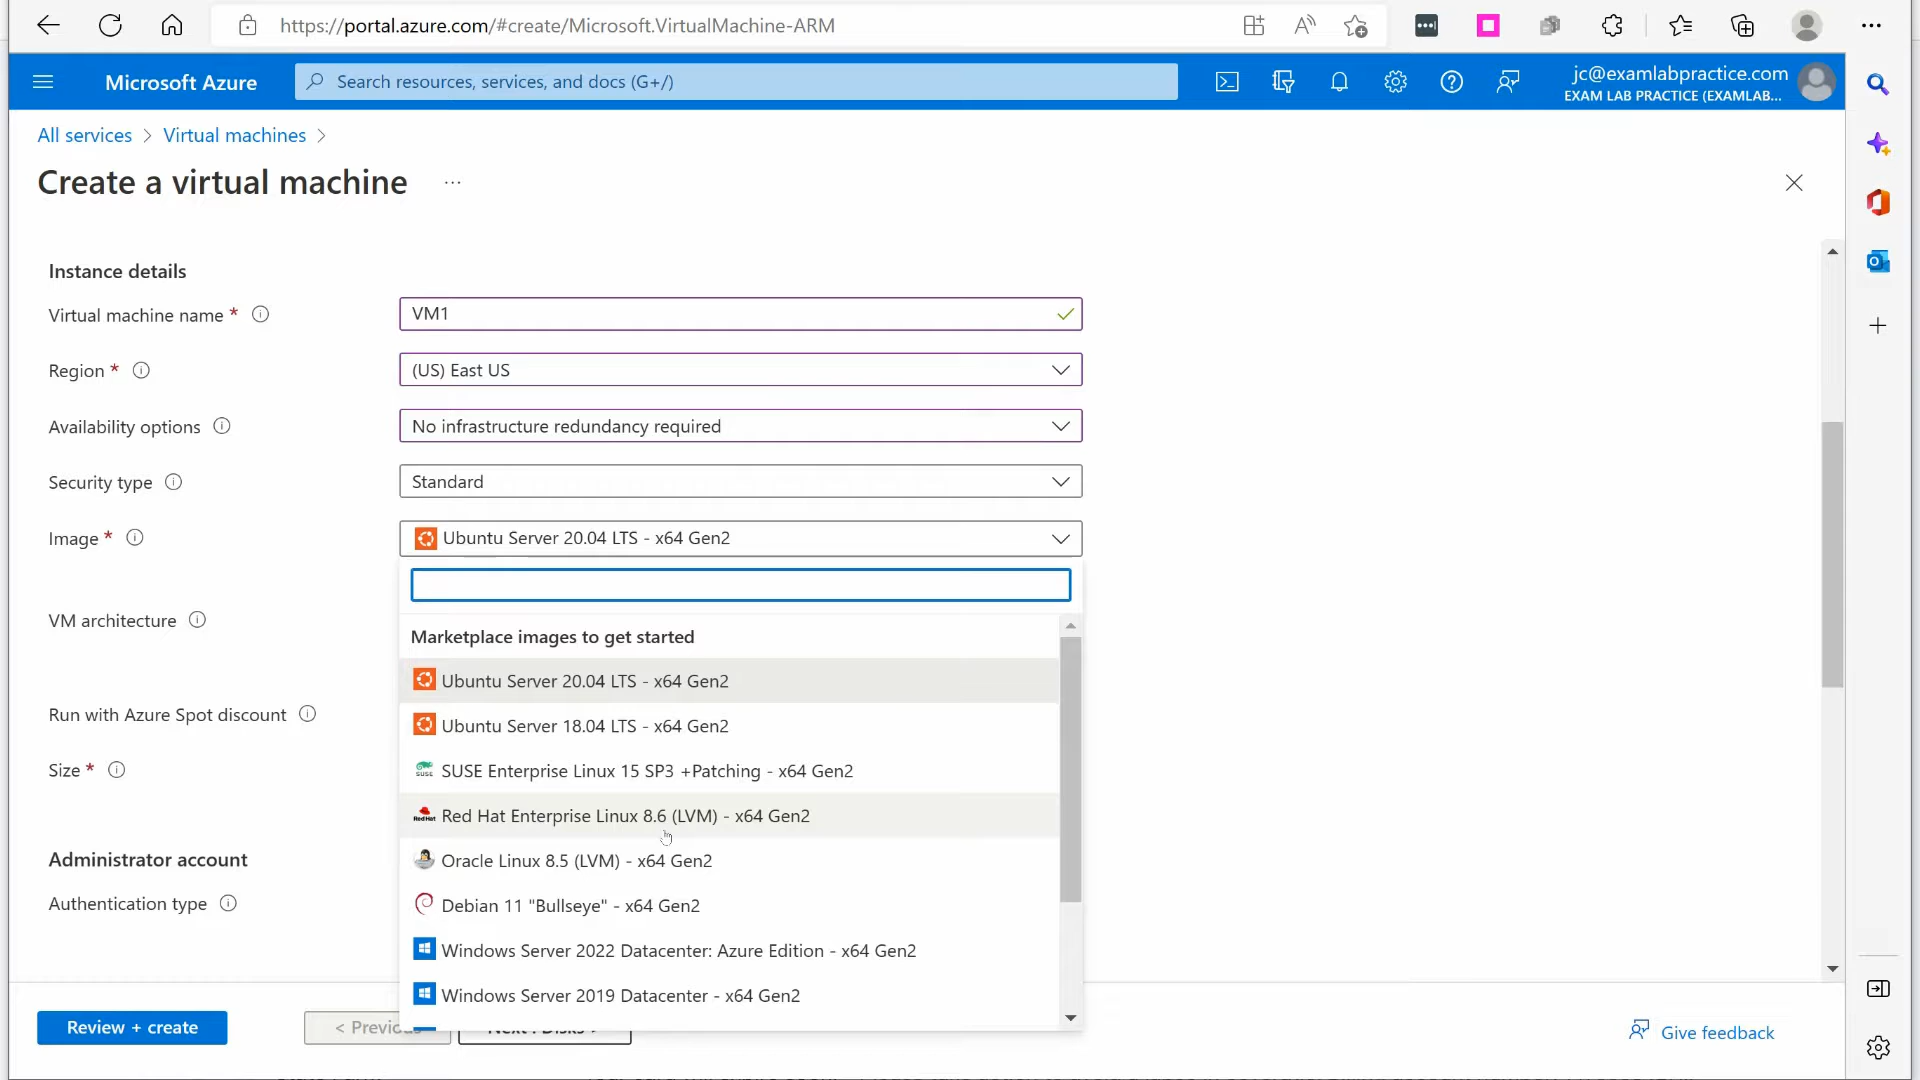 https://portal.azure.com/#create/Microsoft.VirtualMachine-ARM
Microsoft Azure
Search resources, services, and docs (G+/)
jc@examlabpractice.com
EXAM LAB PRACTICE (EXAMLAB...
All services > Virtual machines >
Create a virtual machine ...
Instance details
Virtual machine name * VM1
Region * (US) East US
Availability options No infrastructure redundancy required
Security type Standard
Image * Ubuntu Server 20.04 LTS - x64 Gen2
Marketplace images to get started
Ubuntu Server 20.04 LTS - x64 Gen2
Ubuntu Server 18.04 LTS - x64 Gen2
SUSE Enterprise Linux 15 SP3 +Patching - x64 Gen2
Red Hat Enterprise Linux 8.6 (LVM) - x64 Gen2
Oracle Linux 8.5 (LVM) - x64 Gen2
Debian 11 "Bullseye" - x64 Gen2
Windows Server 2022 Datacenter: Azure Edition - x64 Gen2
Windows Server 2019 Datacenter - x64 Gen2
VM architecture
Run with Azure Spot discount
Size *
Administrator account
Authentication type
Review + create
< Previous
Next : Disks >
Give feedback